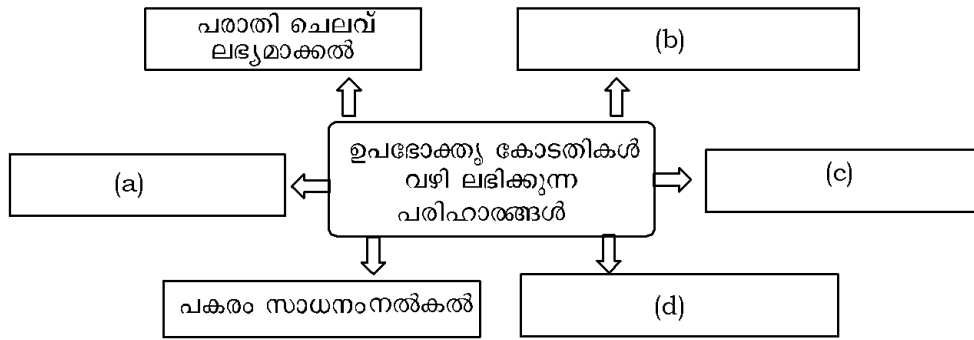 പരാതി ചെലവ്
ലഭ്യമാക്കൽ
(b)
ഉപഭോക്തൃ കോടതികൾ
വഴി ലഭിക്കുന്ന
പരിഹാരങ്ങൾ
(a)
(c)
പകരം സാധനംനൽകൽ
(d)